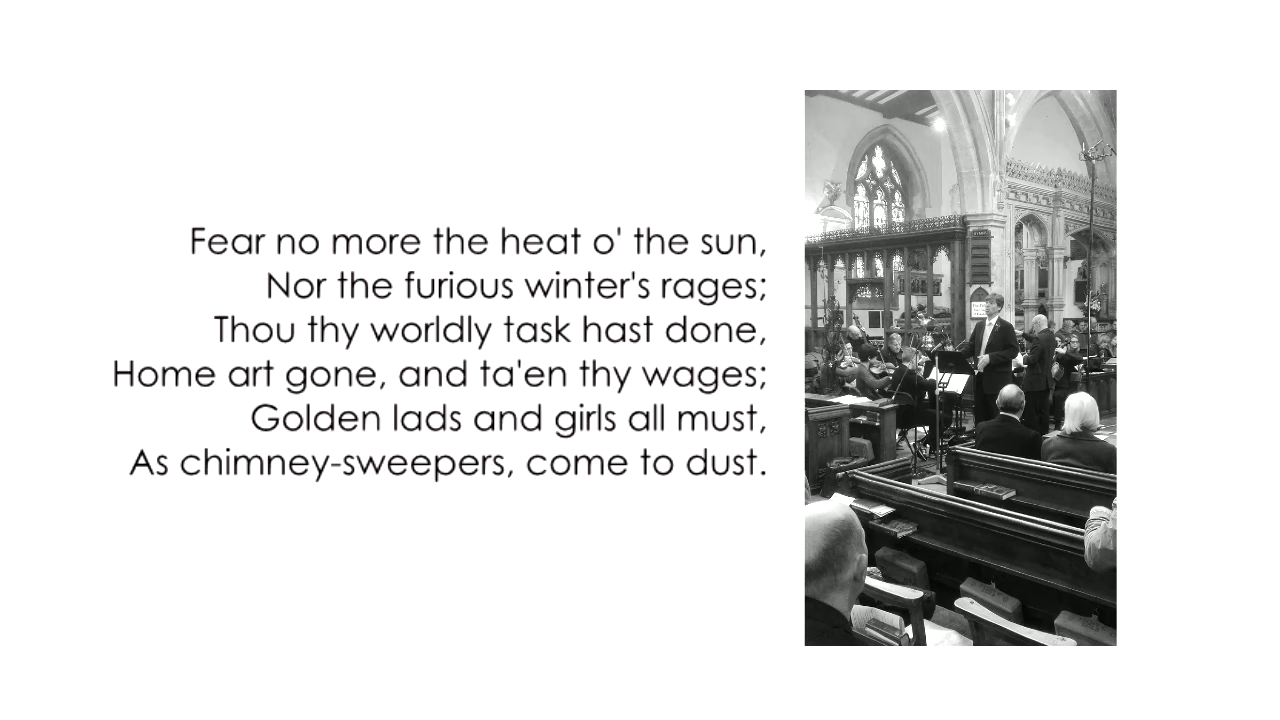 Fear no more the heat o' the sun,
Nor the furious winter's rages;
Thou thy worldly task hast done,
Home art gone, and ta'en thy wages;
Golden lads and girls all must,
As chimney-sweepers, come to dust.